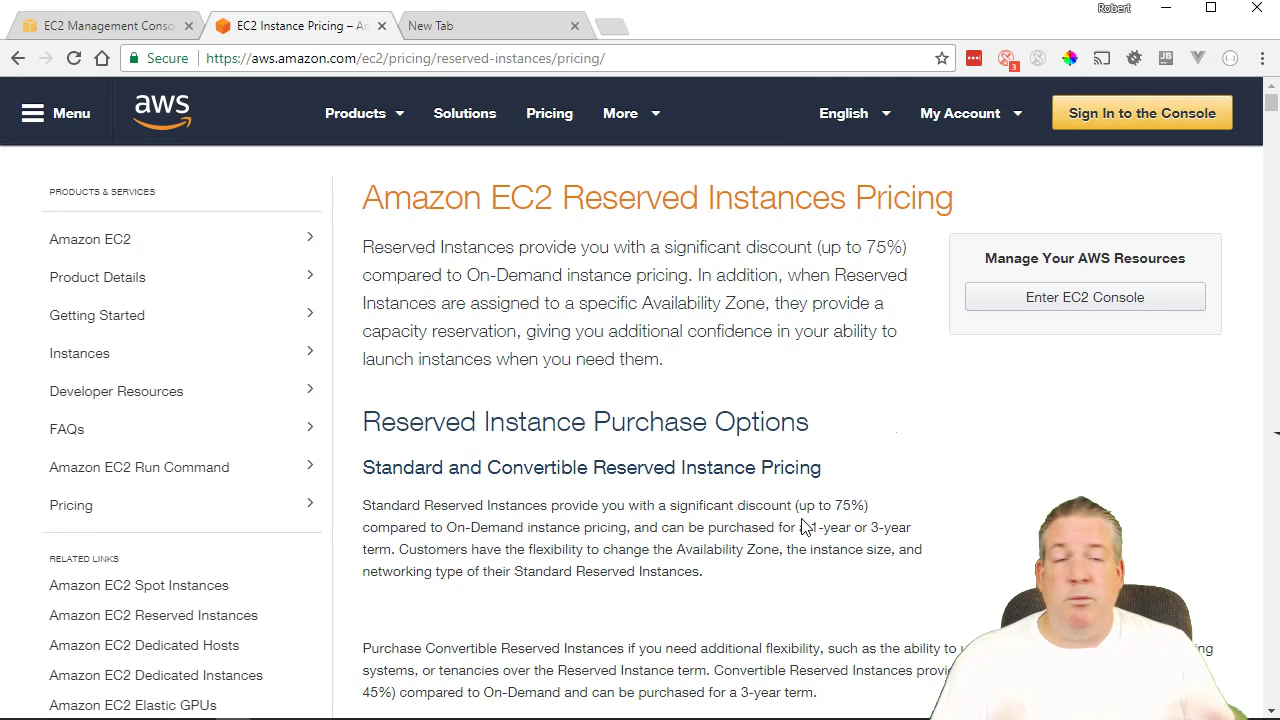 Robert
EC2 Management Conso
EC2 Instance Pricing – A
New Tab
Secure
https://aws.amazon.com/ec2/pricing/reserved-instances/pricing/
3
JB
Menu
aws
Products
Solutions
Pricing
More
English
My Account
Sign In to the Console
PRODUCTS & SERVICES
Amazon EC2
Product Details
Getting Started
Instances
Developer Resources
FAQs
Amazon EC2 Run Command
Pricing
RELATED LINKS
Amazon EC2 Spot Instances
Amazon EC2 Reserved Instances
Amazon EC2 Dedicated Hosts
Amazon EC2 Dedicated Instances
Amazon EC2 Elastic GPUs
Amazon EC2 Reserved Instances Pricing
Reserved Instances provide you with a significant discount (up to 75%)
compared to On-Demand instance pricing. In addition, when Reserved
Instances are assigned to a specific Availability Zone, they provide a
capacity reservation, giving you additional confidence in your ability to
launch instances when you need them.
Manage Your AWS Resources
Enter EC2 Console
Reserved Instance Purchase Options
Standard and Convertible Reserved Instance Pricing
Standard Reserved Instances provide you with a significant discount (up to 75%)
compared to On-Demand instance pricing, and can be purchased for 1-year or 3-year
term. Customers have the flexibility to change the Availability Zone, the instance size, and
networking type of their Standard Reserved Instances.
Purchase Convertible Reserved Instances if you need additional flexibility, such as the ability to
systems, or tenancies over the Reserved Instance term. Convertible Reserved Instances
45%) compared to On-Demand and can be purchased for a 3-year term.